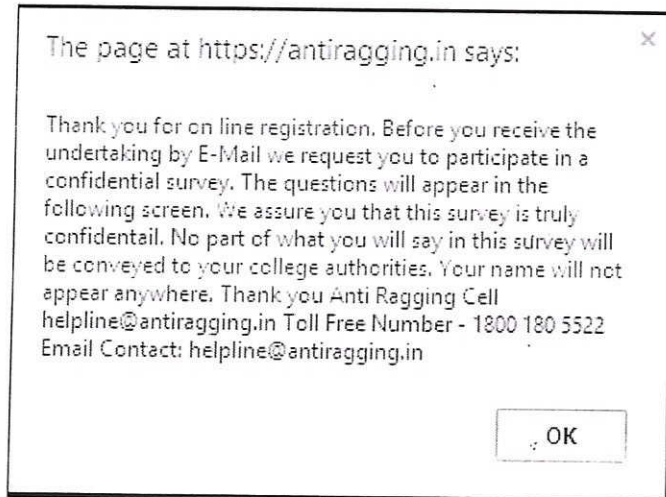 The page at https://antiragging.in says:
×
Thank you for on line registration. Before you receive the
undertaking by E-Mail we request you to participate in a
confidential survey. The questions will appear in the
following screen. We assure you that this survey is truly
confidentail. No part of what you will say in this survey will
be conveyed to your college authorities. Your name will not
appear anywhere. Thank you Anti Ragging Cell
helpline@antiragging.in Toll Free Number - 1800 180 5522
Email Contact: helpline@antiragging.in
OK